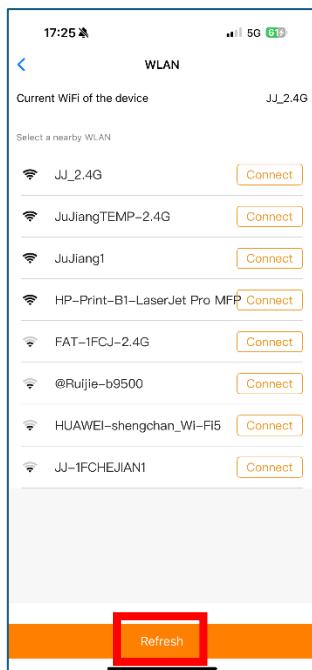 17:25 5G 61
WLAN
Current WiFi of the device JJ_2.4G
Select a nearby WLAN
JJ_2.4G Connect
JuJiangTEMP-2.4G Connect
JuJiang1 Connect
HP-Print-B1-LaserJet Pro MFP Connect
FAT-1FCJ-2.4G Connect
@Ruijie-b9500 Connect
HUAWEI-shengchan_Wi-Fi5 Connect
JJ-1FCHEJIAN1 Connect
Refresh